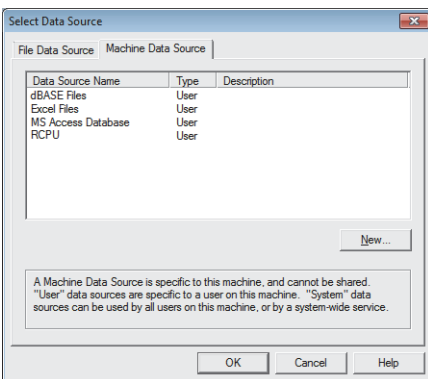 Select Data Source
File Data Source Machine Data Source
Data Source Name Type Description
dBASE Files User
Excel Files User
MS Access Database User
RCPU User
New...
A Machine Data Source is specific to this machine, and cannot be shared.
"User" data sources are specific to a user on this machine. "System" data
sources can be used by all users on this machine, or by a system-wide service.
OK Cancel Help